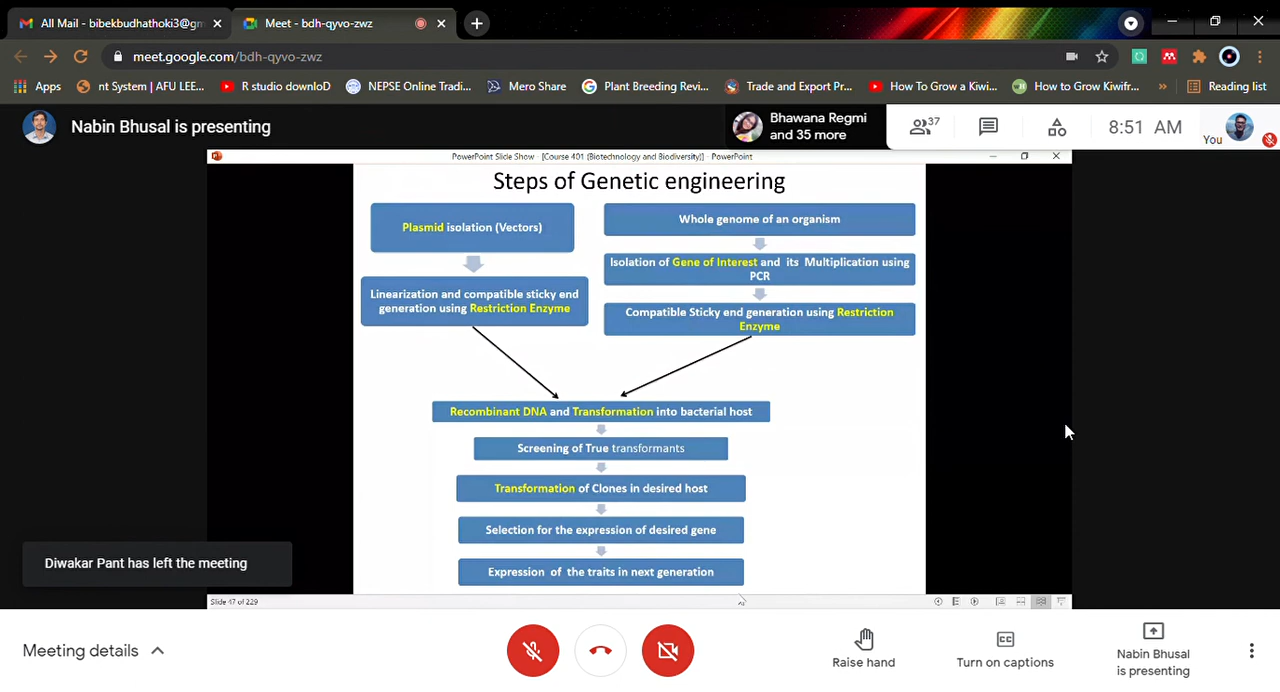 All Mail - bibekbudhathoki3@gm
Meet - bdh-qyvo-zwz
meet.google.com/bdh-qyvo-zwz
Apps
nt System | AFU LEE...
R studio downloD
NEPSE Online Tradi...
Mero Share
Plant Breeding Revi...
Trade and Export Pr...
How To Grow a Kiwi...
How to Grow Kiwifr...
»
Reading list
Nabin Bhusal is presenting
Bhawana Regmi
and 35 more
37
8:51 AM
You
PowerPoint Slide Show - [Course 401 (Biotechnology and Biodiversity)] - PowerPoint
Steps of Genetic engineering
Plasmid isolation (Vectors)
Linearization and compatible sticky end
generation using Restriction Enzyme
Whole genome of an organism
Isolation of Gene of Interest and its Multiplication using
PCR
Compatible Sticky end generation using Restriction
Enzyme
Recombinant DNA and Transformation into bacterial host
Screening of True transformants
Transformation of Clones in desired host
Selection for the expression of desired gene
Expression of the traits in next generation
Diwakar Pant has left the meeting
Slide 47 of 229
Meeting details
Raise hand
CC
Turn on captions
Nabin Bhusal
is presenting